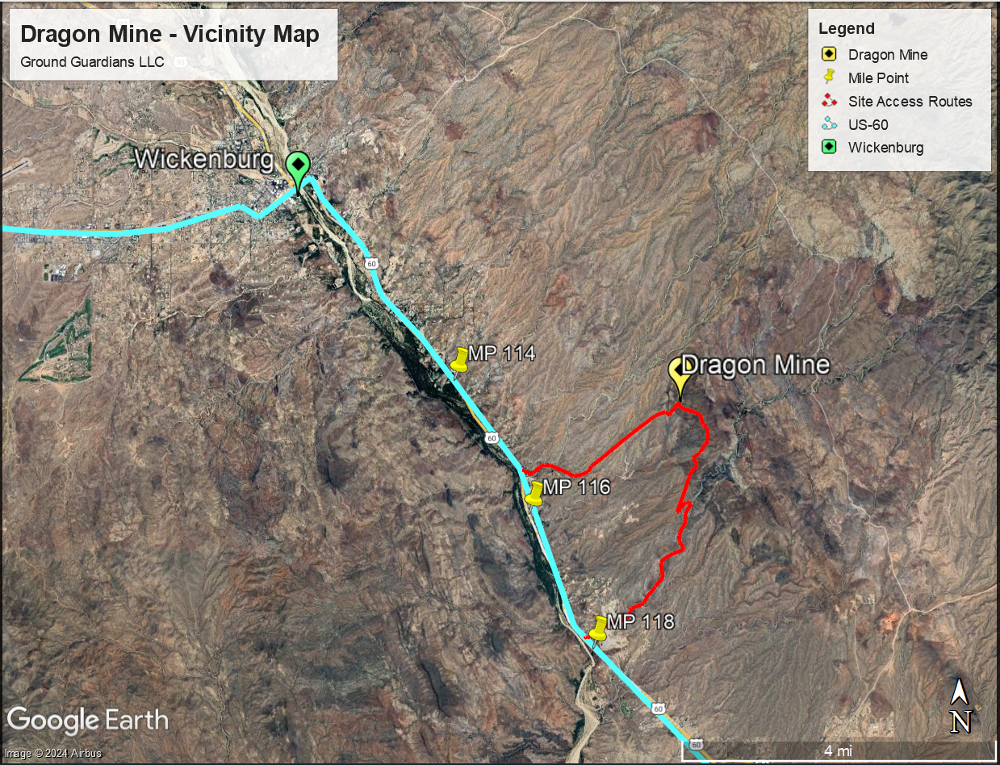 Dragon Mine - Vicinity Map
Ground Guardians LLC
Legend
Dragon Mine
Mile Point
Site Access Routes
US-60
Wickenburg
Wickenburg
60
MP 114
Dragon Mine
60
MP 116
MP 118
60
60
N
4 mi
Google Earth
Image © 2024 Airbus